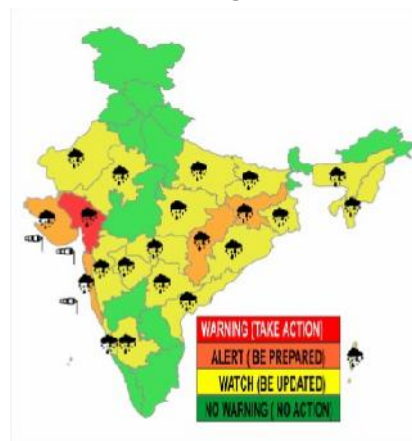 WARNING (TAKE ACTION)
ALERT ( BE PREPARED)
WATCH (BE UPDATED)
NO WARNING ( NO ACTION)